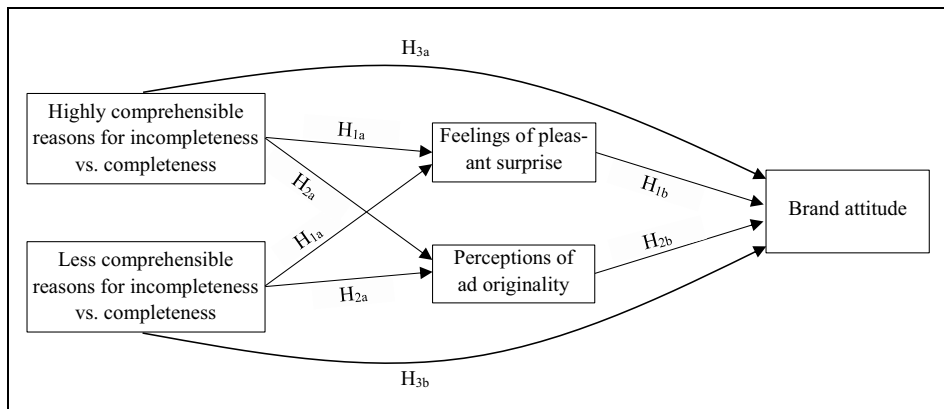 H3a
Highly comprehensible
reasons for incompleteness
vs. completeness
H1a
Feelings of pleas-
ant surprise
H1b
H2a
Brand attitude
H1a
H2b
Less comprehensible
reasons for incompleteness
vs. completeness
Perceptions of
ad originality
H2a
H3b